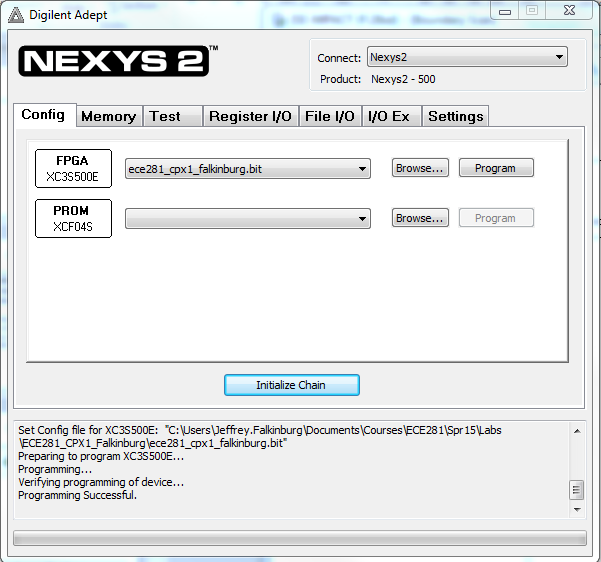 Digilent Adept
NEXYS 2™
Connect: Nexys2
Product: Nexys2 - 500
Config Memory Test Register I/O File I/O I/O Ex Settings
FPGA
XC3S500E
ece281_cpx1_falkinburg.bit
Browse...
Program
PROM
XCF04S
Browse...
Program
Initialize Chain
Set Config file for XC3S500E: "C:\Users\Jeffrey.Falkinburg\Documents\Courses\ECE281\Spr15\Labs
\ECE281_CPX1_Falkinburg\ece281_cpx1_falkinburg.bit"
Preparing to program XC3S500E...
Programming...
Verifying programming of device...
Programming Successful.